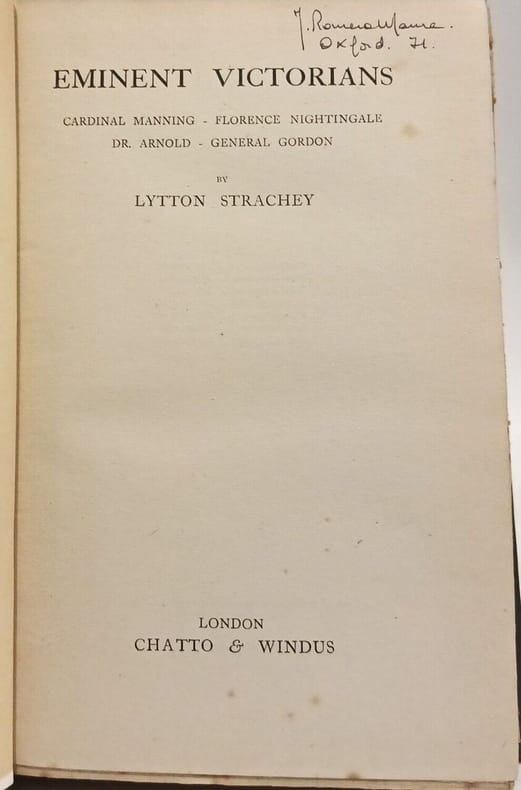 J. Romero Maura.
Oxford. 71.
EMINENT VICTORIANS
CARDINAL MANNING - FLORENCE NIGHTINGALE
DR. ARNOLD - GENERAL GORDON
BY
LYTTON STRACHEY
LONDON
CHATTO & WINDUS